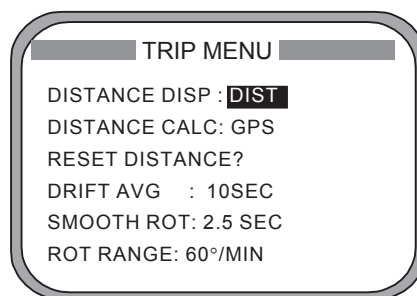 TRIP MENU
DISTANCE DISP : DIST
DISTANCE CALC: GPS
RESET DISTANCE?
DRIFT AVG : 10SEC
SMOOTH ROT: 2.5 SEC
ROT RANGE: 60°/MIN